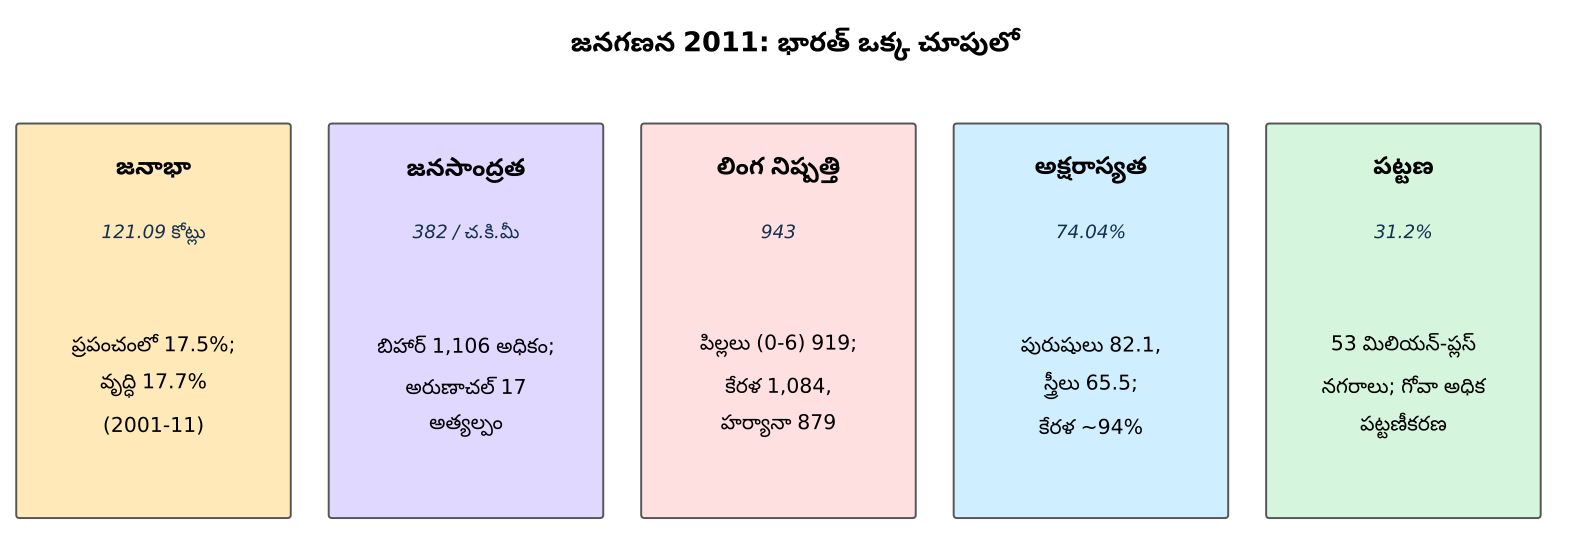 జనగణన 2011: భారత్ ఒక్క చూపులో
జనాభా
121.09 కోట్లు
ప్రపంచంలో 17.5%;
వృద్ధి 17.7%
(2001-11)
జనసాంద్రత
382 / చ.కి.మీ
బిహార్ 1,106 అధికం;
అరుణాచల్ 17
అత్యల్పం
లింగ నిష్పత్తి
943
పిల్లలు (0-6) 919;
కేరళ 1,084,
హర్యానా 879
అక్షరాస్యత
74.04%
పురుషులు 82.1,
స్త్రీలు 65.5;
కేరళ ~94%
పట్టణ
31.2%
53 మిలియన్-ప్లస్
నగరాలు; గోవా అధిక
పట్టణీకరణ